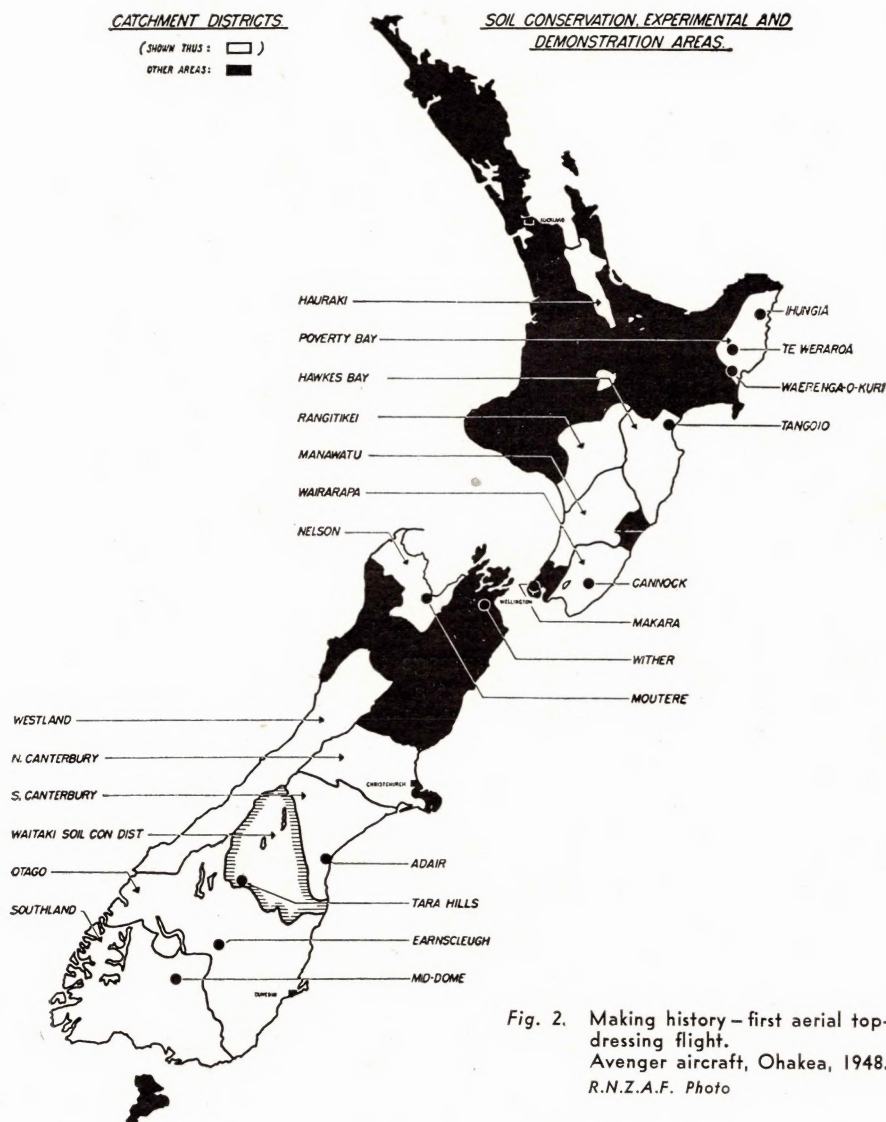 CATCHMENT DISTRICTS
(SHOWN THUS: )
OTHER AREAS:
SOIL CONSERVATION, EXPERIMENTAL AND
DEMONSTRATION AREAS.
AUCKLAND
HAURAKI
POVERTY BAY
HAWKES BAY
RANGITIKEI
MANAWATU
WAIRARAPA
NELSON
IHUNGIA
TE WERAROA
WAERENGA-O-KURI
TANGOIO
CANNOCK
WELLINGTON
MAKARA
WITHER
MOUTERE
WESTLAND
N. CANTERBURY
CHRISTCHURCH
S. CANTERBURY
WAITAKI SOIL CON DIST
OTAGO
SOUTHLAND
ADAIR
TARA HILLS
EARNSCLEUGH
MID-DOME
DUNEDIN
Fig. 2. Making history – first aerial top-
dressing flight.
Avenger aircraft, Ohakea, 1948.
R.N.Z.A.F. Photo